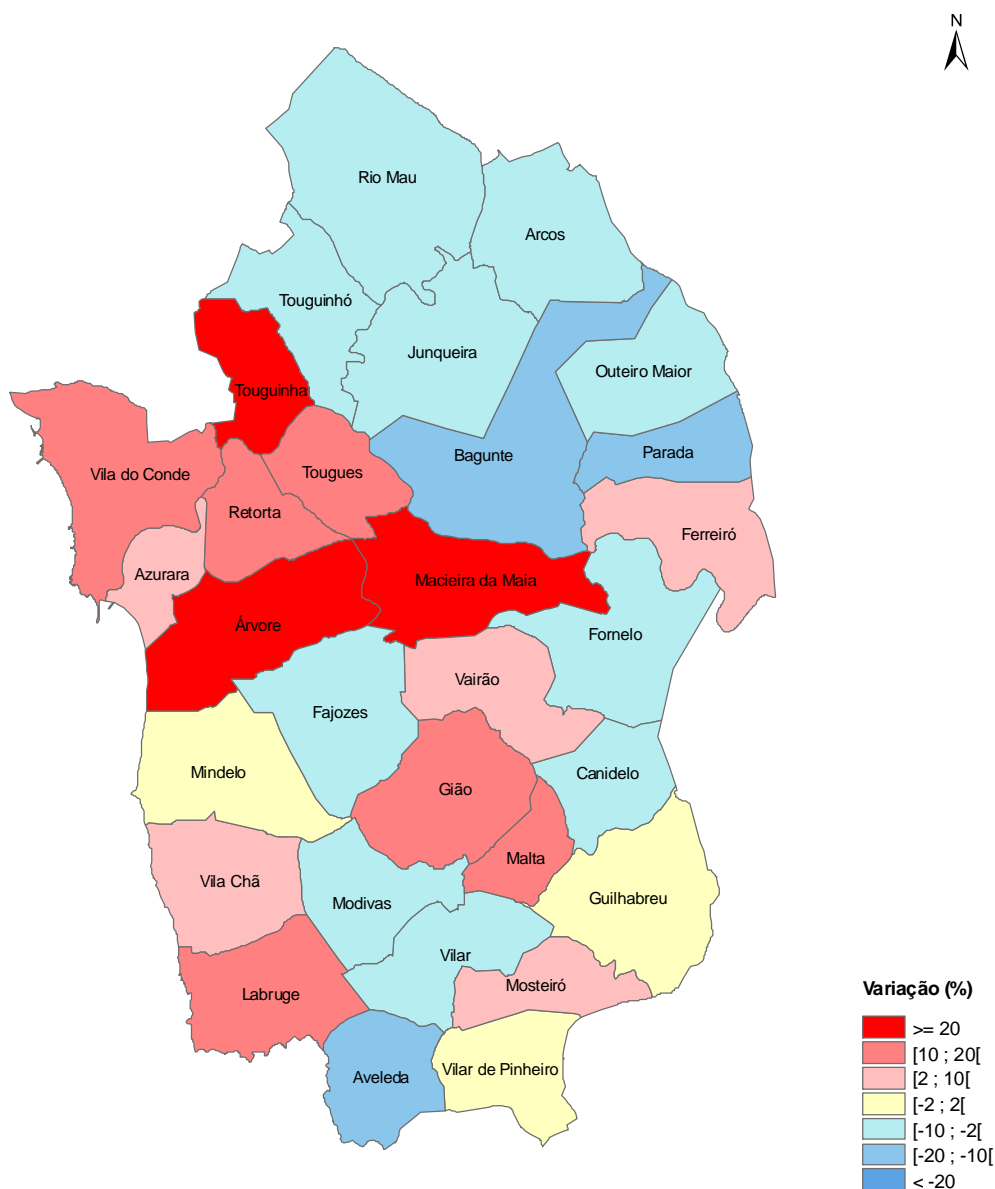 N
Rio Mau
Arcos
Touguinhó
Junqueira
Outeiro Maior
Touguinha
Bagunte
Parada
Vila do Conde
Tougues
Retorta
Ferreiró
Azurara
Macieira da Maia
Árvore
Fornelo
Vairão
Fajozes
Mindelo
Canidelo
Gião
Malta
Vila Chã
Guilhabreu
Modivas
Vilar
Mosteiró
Labruge
Vilar de Pinheiro
Aveleda
Variação (%)
>= 20
[10 ; 20[
[2 ; 10[
[-2 ; 2[
[-10 ; -2[
[-20 ; -10[
< -20